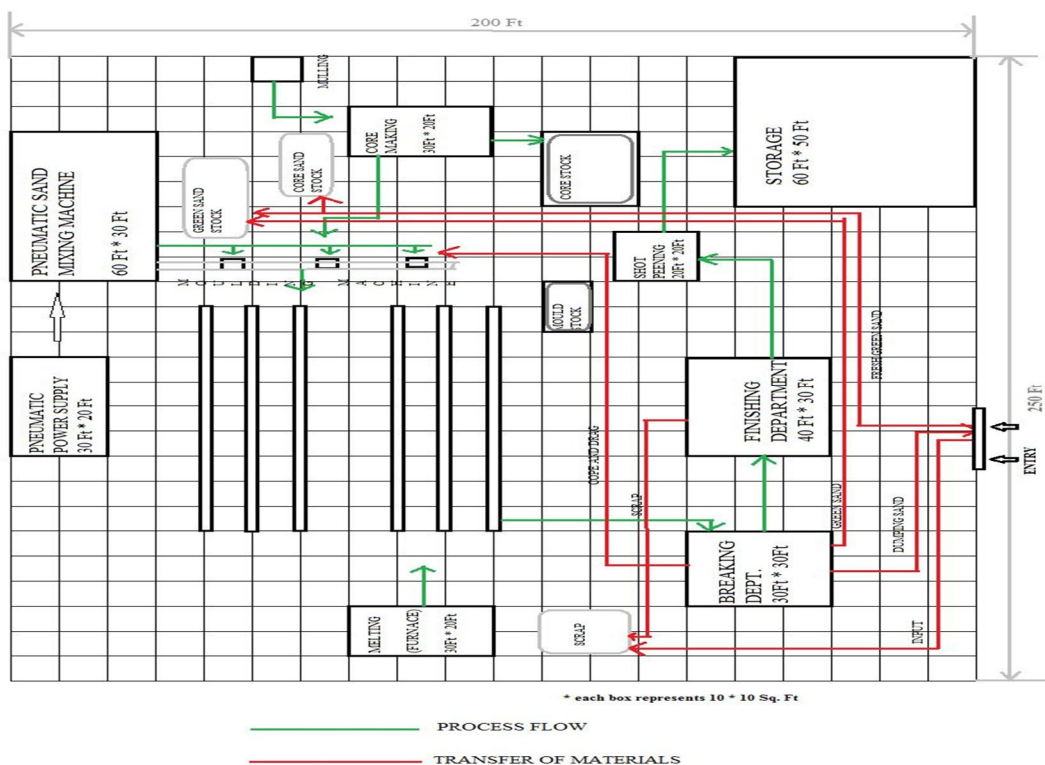 200 Ft
MULLING
CORE
MAKING
30Ft * 20Ft
CORE SAND
STOCK
GREEN SAND
STOCK
PNEUMATIC SAND
MIXING MACHINE
60 Ft * 30 Ft
CORE STOCK
STORAGE
60 Ft * 50 Ft
SHOT
PEENING
20Ft * 20Ft
MOULDING MACHINE
MOULD
STOCK
PNEUMATIC
POWER SUPPLY
30 Ft * 20 Ft
FINISHING
DEPARTMENT
40 Ft * 30 Ft
FRESH GREEN SAND
250 Ft
ENTRY
COPE AND DRAG
SCRAP
GREEN SAND
DUMPING SAND
BREAKING
DEPT.
30Ft * 30Ft
MELTING
(FURNACE)
30Ft * 20Ft
SCRAP
INPUT
* each box represents 10 * 10 Sq. Ft
PROCESS FLOW
TRANSFER OF MATERIALS